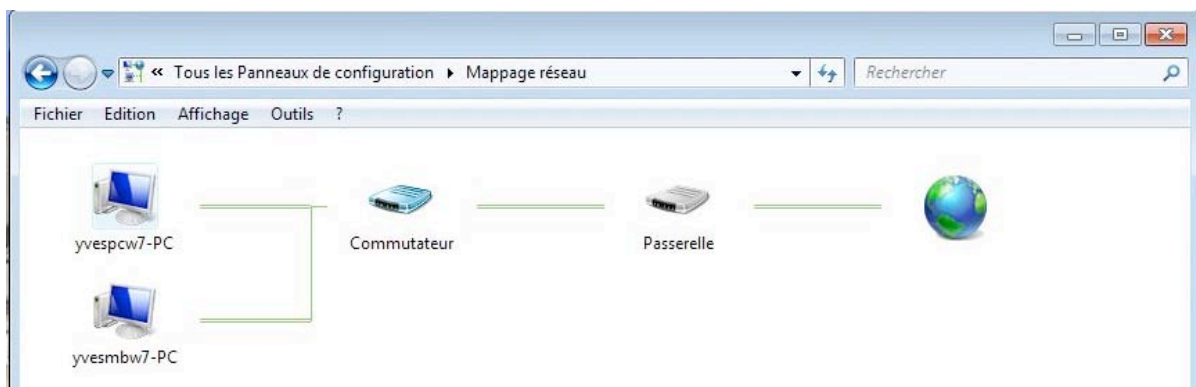 « Tous les Panneaux de configuration ▸ Mappage réseau
Rechercher
Fichier Edition Affichage Outils ?
yvespcw7-PC
Commutateur
Passerelle
yvesmbw7-PC